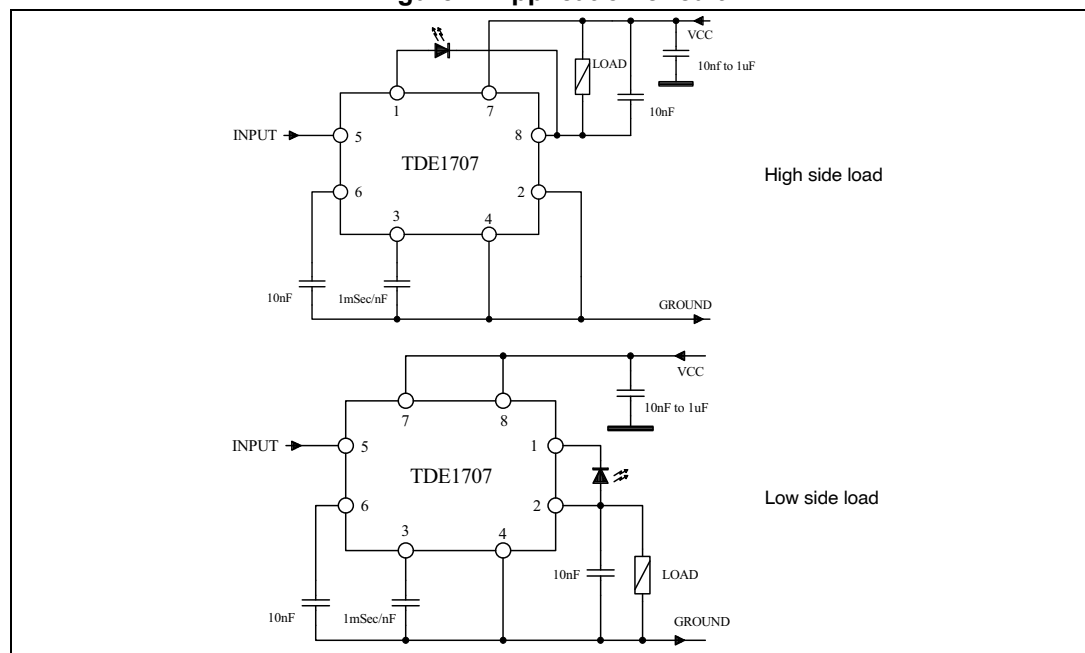 VCC
LOAD
10nf to 1uF
1
7
10nF
INPUT
5
8
TDE1707
High side load
6
2
3
4
10nF
1mSec/nF
GROUND
VCC
7
8
10nF to 1uF
INPUT
5
1
TDE1707
Low side load
6
2
3
4
10nF
LOAD
10nF
1mSec/nF
GROUND